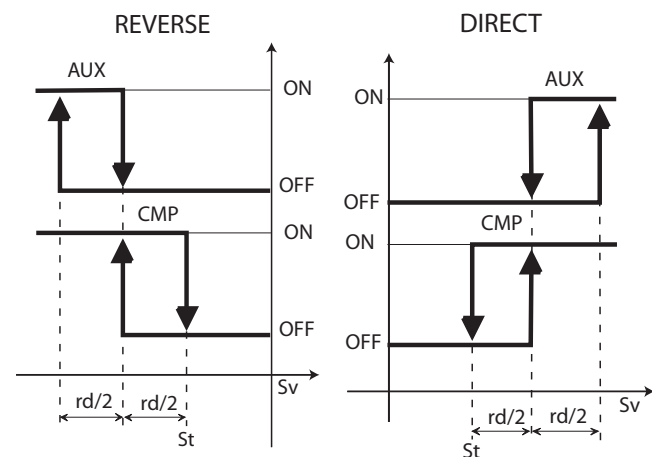 REVERSE
AUX
ON
OFF
CMP
ON
OFF
Sv
rd/2
rd/2
St
DIRECT
ON
AUX
OFF
CMP
ON
OFF
Sv
rd/2
rd/2
St